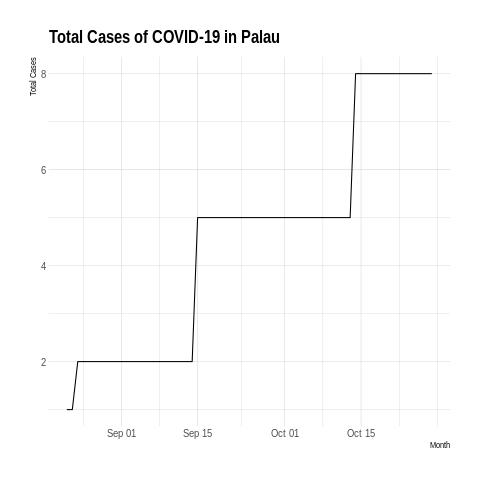 Total Cases of COVID-19 in Palau
Total Cases
8
6
4
2
Sep 01 Sep 15 Oct 01 Oct 15
Month